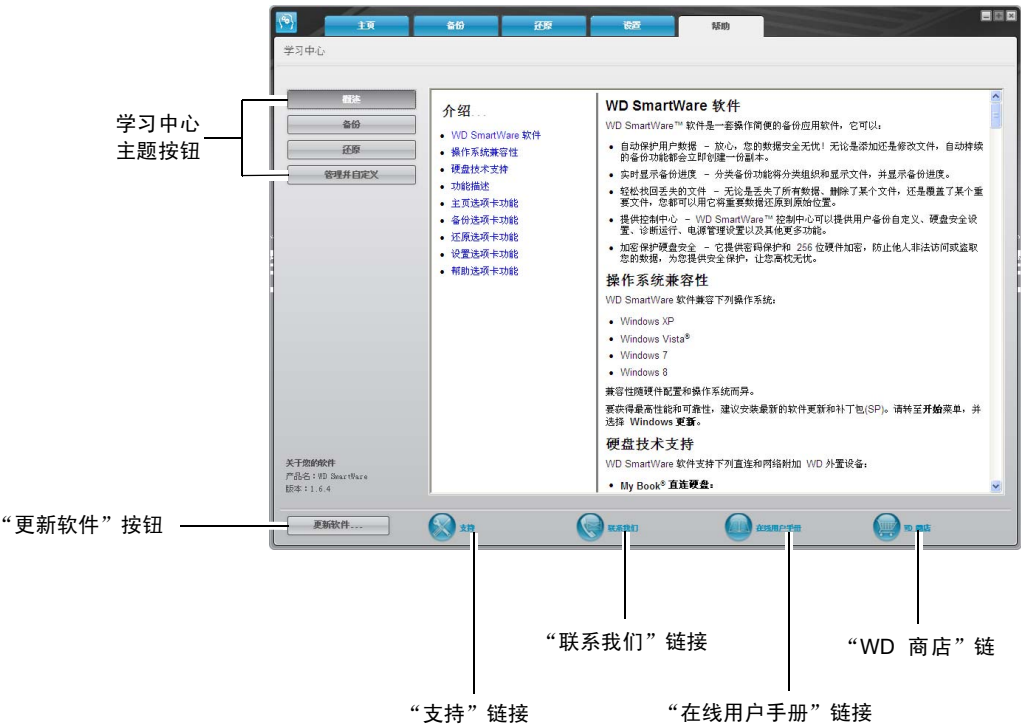 主页
备份
还原
设置
帮助
学习中心
学习中心
主题按钮
概述
备份
还原
管理并自定义
介绍...
• WD SmartWare 软件
• 操作系统兼容性
• 硬盘技术支持
• 功能描述
• 主页选项卡功能
• 备份选项卡功能
• 还原选项卡功能
• 设置选项卡功能
• 帮助选项卡功能
WD SmartWare 软件
WD SmartWare™ 软件是一套操作简便的备份应用软件，它可以：
• 自动保护用户数据 – 放心，您的数据安全无忧！无论是添加还是修改文件，自动持续
的备份功能都会立即创建一份副本。
• 实时显示备份进度 – 分类备份功能将分类组织和显示文件，并显示备份进度。
• 轻松找回丢失的文件 – 无论是丢失了所有数据、删除了某个文件，还是覆盖了某个重
要文件，您都可以用它将重要数据还原到原始位置。
• 提供控制中心 – WD SmartWare™ 控制中心可以提供用户备份自定义、硬盘安全设
置、诊断运行、电源管理设置以及其他更多功能。
• 加密保护硬盘安全 – 它提供密码保护和 256 位硬件加密，防止他人非法访问或盗取
您的数据，为您提供安全保护，让您高枕无忧。
操作系统兼容性
WD SmartWare 软件兼容下列操作系统：
• Windows XP
• Windows Vista®
• Windows 7
• Windows 8
兼容性随硬件配置和操作系统而异。
要获得最高性能和可靠性，建议安装最新的软件更新和补丁包(SP)。请转至开始菜单，并
选择 Windows 更新。
硬盘技术支持
WD SmartWare 软件支持下列直连和网络附加 WD 外置设备：
• My Book® 直连硬盘：
关于您的软件
产品名：WD SmartWare
版本：1.6.4
“更新软件”按钮
更新软件...
支持
联系我们
在线用户手册
WD 商店
“联系我们”链接
“WD 商店”链
“支持”链接
“在线用户手册”链接